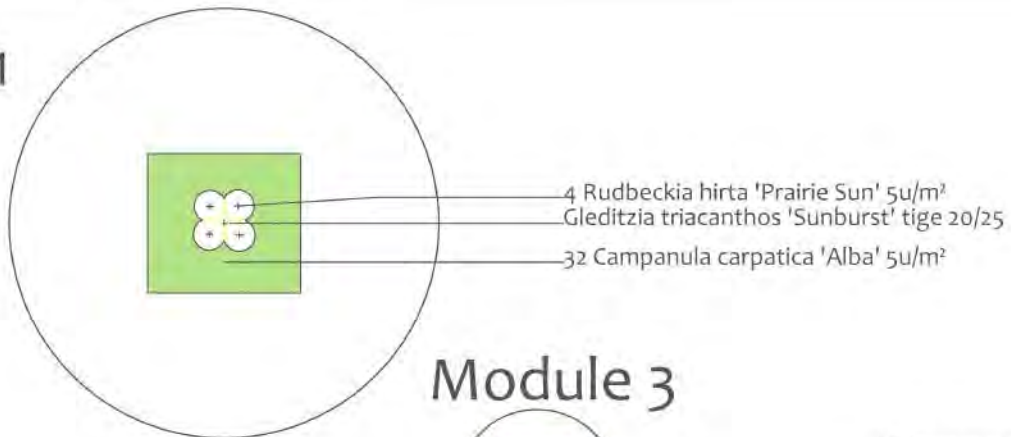 1
4 Rudbeckia hirta 'Prairie Sun' 5u/m²
Gleditzia triacanthos 'Sunburst' tige 20/25
32 Campanula carpatica 'Alba' 5u/m²
Module 3